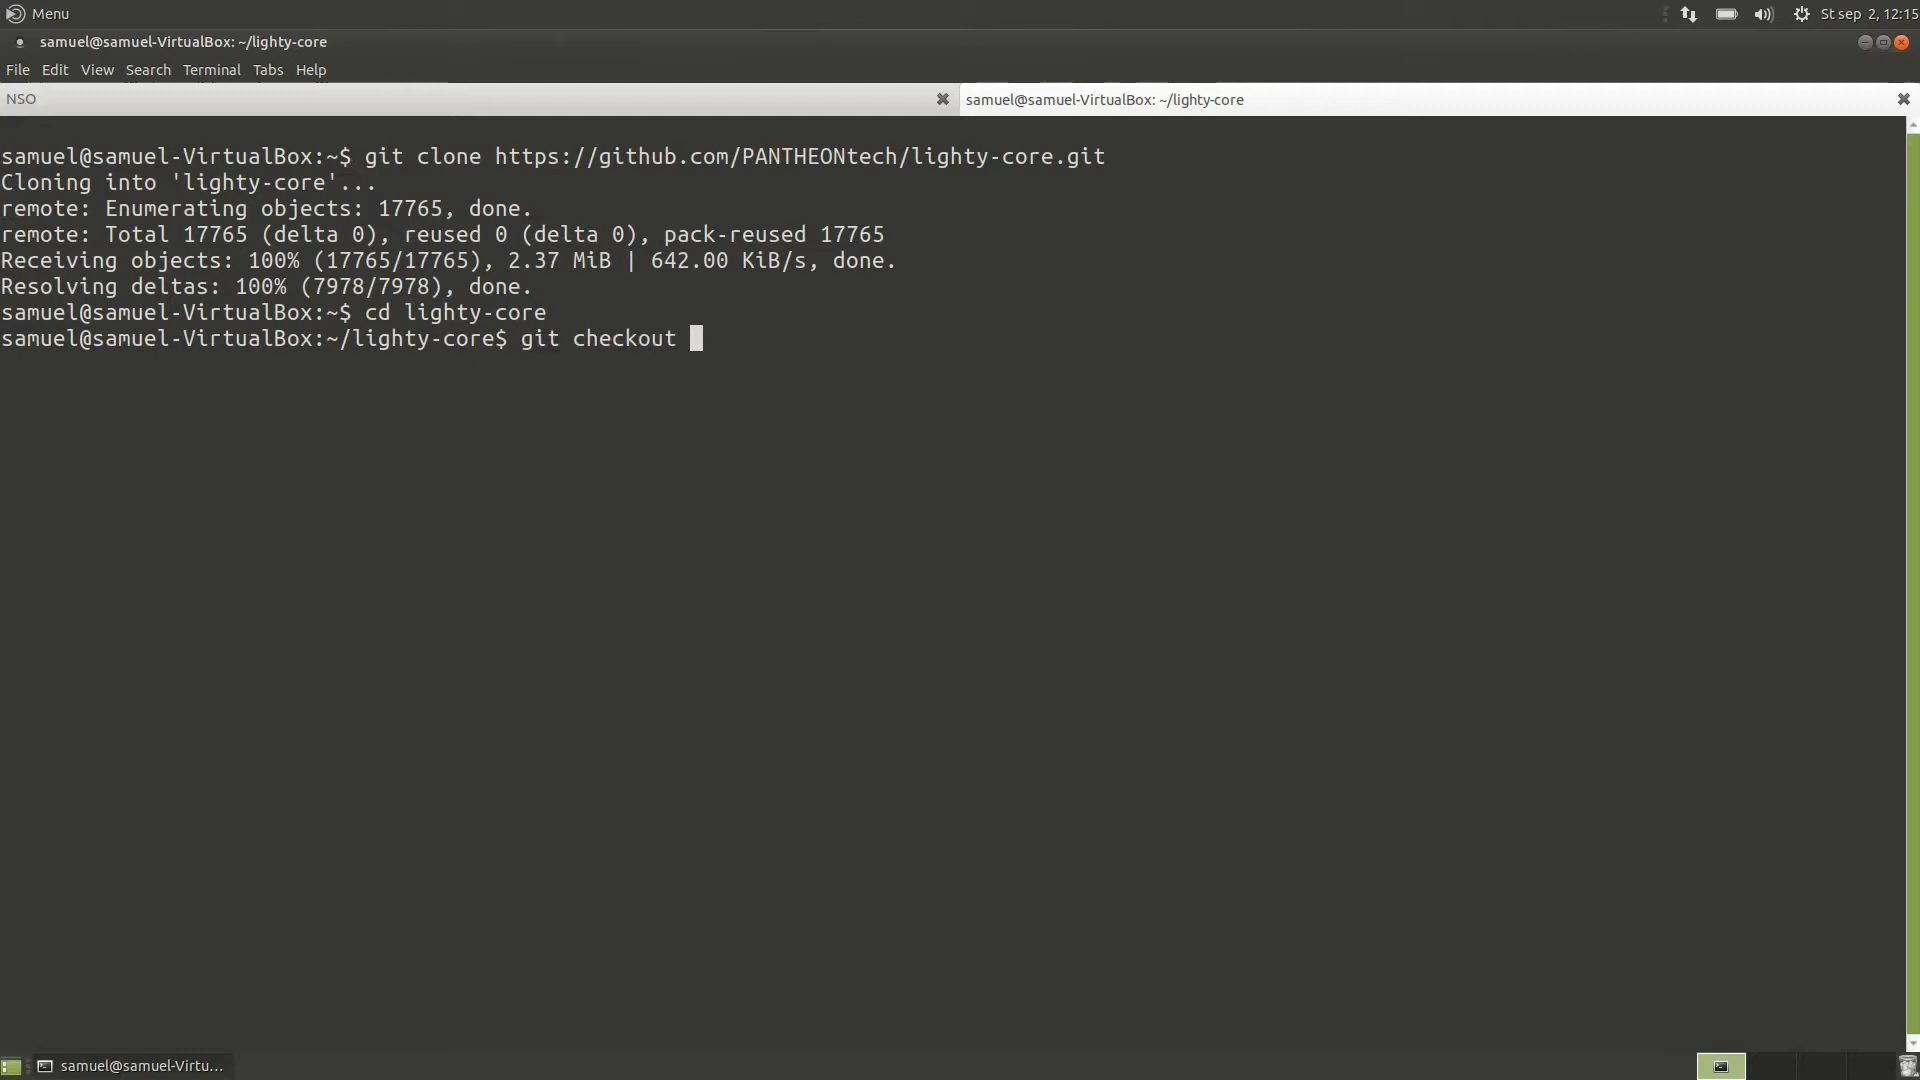 Menu
St sep 2, 12:15
samuel@samuel-VirtualBox: ~/lighty-core
File Edit View Search Terminal Tabs Help
NSO
samuel@samuel-VirtualBox: ~/lighty-core
samuel@samuel-VirtualBox:~$ git clone https://github.com/PANTHEONtech/lighty-core.git
Cloning into 'lighty-core'...
remote: Enumerating objects: 17765, done.
remote: Total 17765 (delta 0), reused 0 (delta 0), pack-reused 17765
Receiving objects: 100% (17765/17765), 2.37 MiB | 642.00 KiB/s, done.
Resolving deltas: 100% (7978/7978), done.
samuel@samuel-VirtualBox:~$ cd lighty-core
samuel@samuel-VirtualBox:~/lighty-core$ git checkout
samuel@samuel-Virtu...